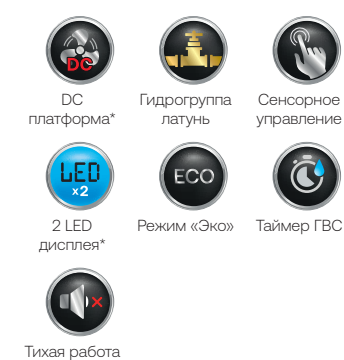 DC
DC
платформа*
Гидрогруппа
латунь
Сенсорное
управление
LED
x2
2 LED
дисплея*
ECO
Режим «Эко»
Таймер ГВС
Тихая работа